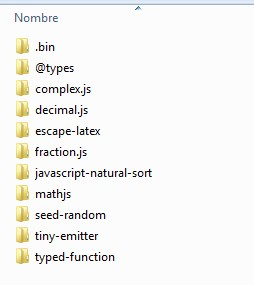 Nombre
.bin
@types
complex.js
decimal.js
escape-latex
fraction.js
javascript-natural-sort
mathjs
seed-random
tiny-emitter
typed-function